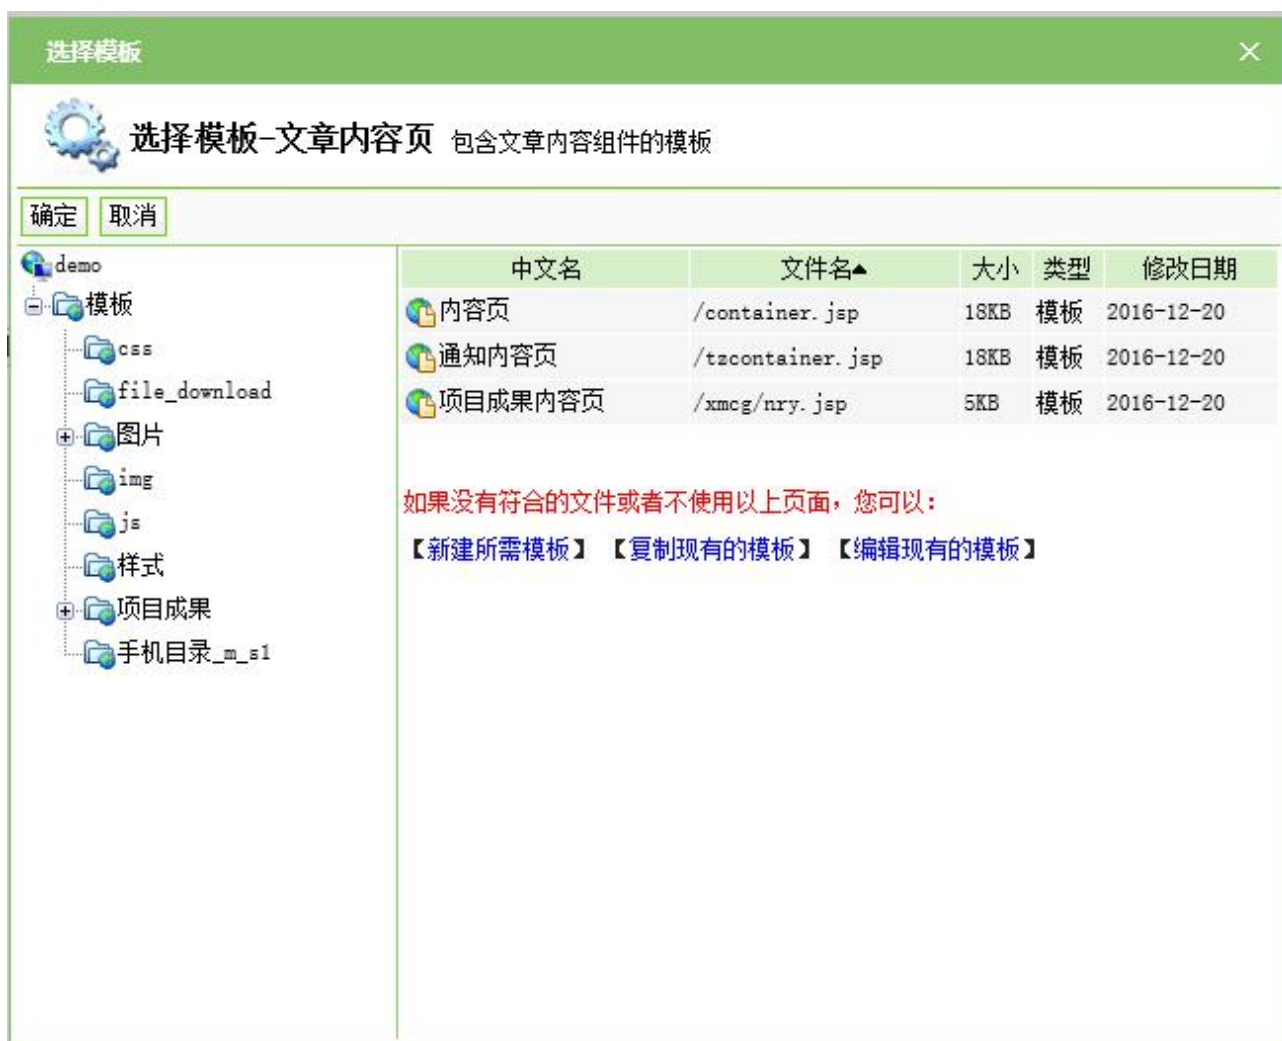 选择模板
选择模板-文章内容页 包含文章内容组件的模板
确定 取消
demo
模板
css
file_download
图片
img
js
样式
项目成果
手机目录_m_s1
中文名 文件名▲ 大小 类型 修改日期
内容页 /container.jsp 18KB 模板 2016-12-20
通知内容页 /tzcontainer.jsp 18KB 模板 2016-12-20
项目成果内容页 /xmcg/nry.jsp 5KB 模板 2016-12-20
如果没有符合的文件或者不使用以上页面，您可以：
【新建所需模板】 【复制现有的模板】 【编辑现有的模板】